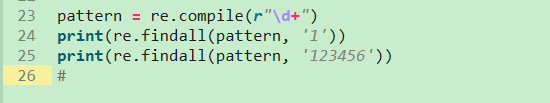 23 pattern = re.compile(r"\d+")
24 print(re.findall(pattern, '1'))
25 print(re.findall(pattern, '123456'))
26 #